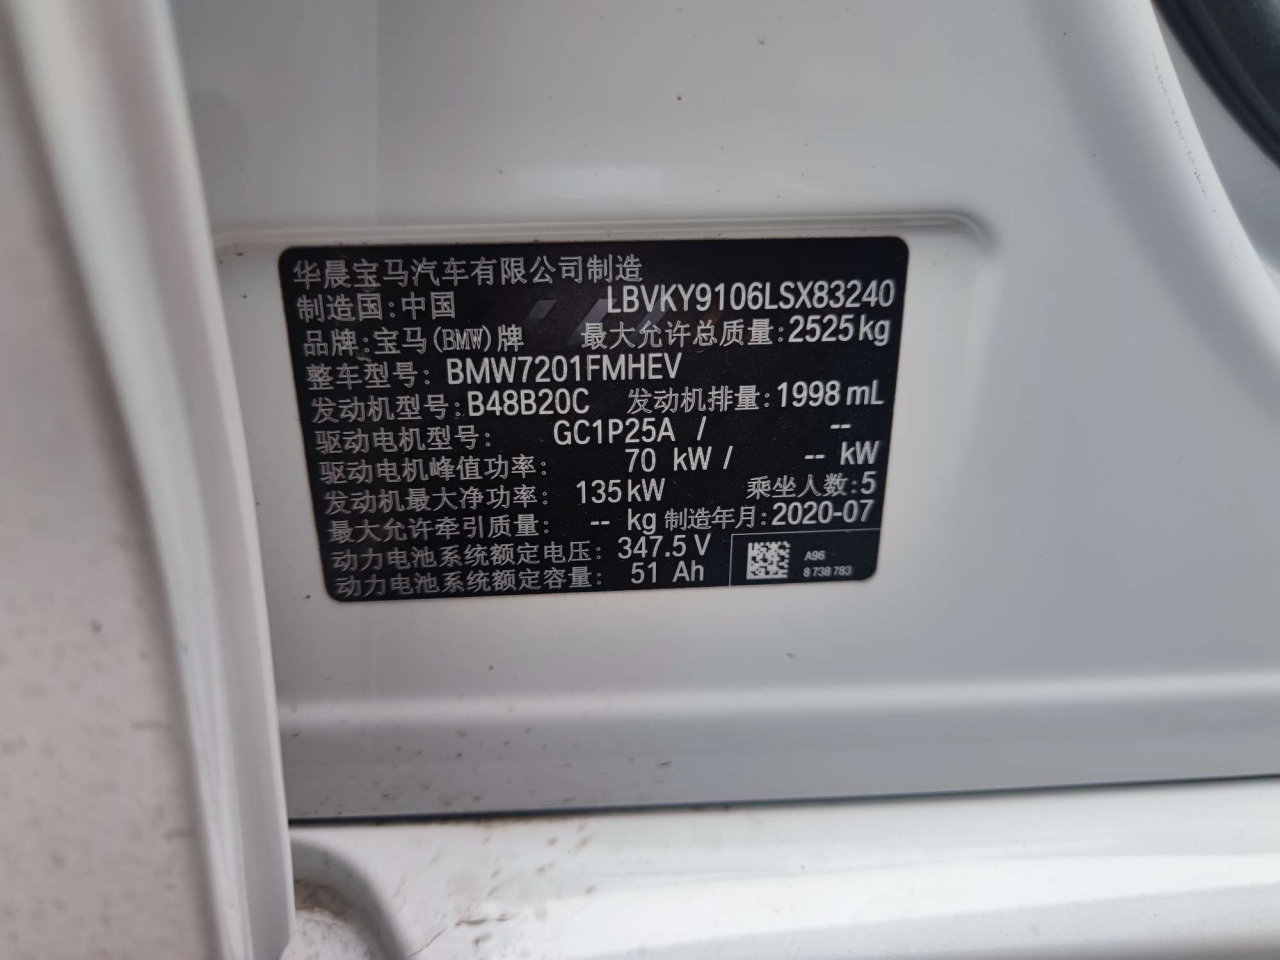 华晨宝马汽车有限公司制造
制造国:中国 LBVKY9106LSX83240
品牌:宝马(BMW)牌 最大允许总质量:2525kg
整车型号: BMW7201FMHEV
发动机型号:B48B20C 发动机排量:1998 mL
驱动电机型号: GC1P25A / --
驱动电机峰值功率: 70 kW / -- kW
发动机最大净功率: 135kW 乘坐人数:5
最大允许牵引质量: -- kg 制造年月:2020-07
动力电池系统额定电压: 347.5 V
动力电池系统额定容量: 51 Ah
A96
8 738 783